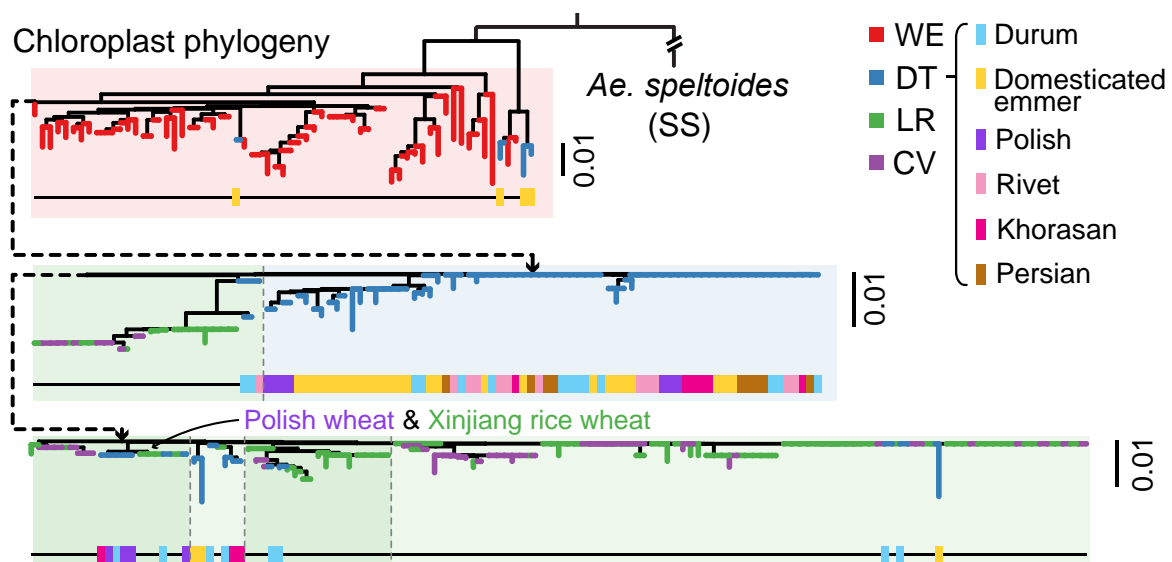 Chloroplast phylogeny
Ae. speltoides
(SS)
0.01
WE
DT
LR
CV
Durum
Domesticated
emmer
Polish
Rivet
Khorasan
Persian
0.01
Polish wheat & Xinjiang rice wheat
0.01